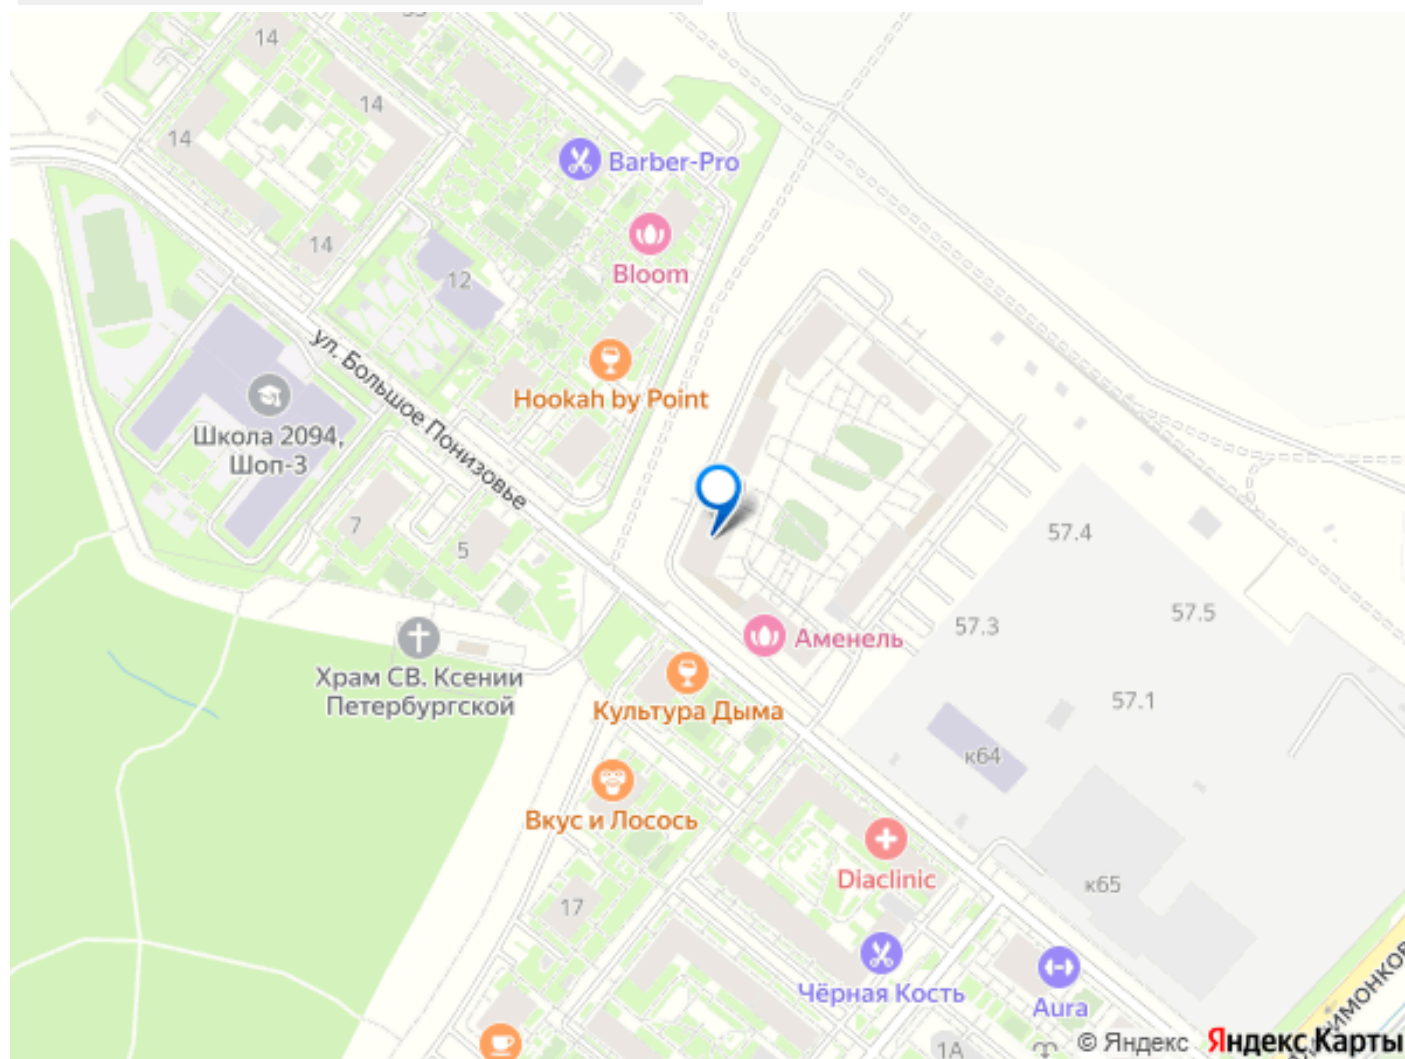 14
14
14
Barber-Pro
14
Bloom
12
ул. Большое Понизовье
Hookah by Point
Школа 2094,
Шоп-3
7
5
57.4
57.5
57.3
Аменель
Храм СВ. Ксении
Петербургской
Культура Дыма
57.1
к64
Вкус и Лосось
Diaclinic
к65
17
Чёрная Кость
Aura
1А
© Яндекс Яндекс Карты